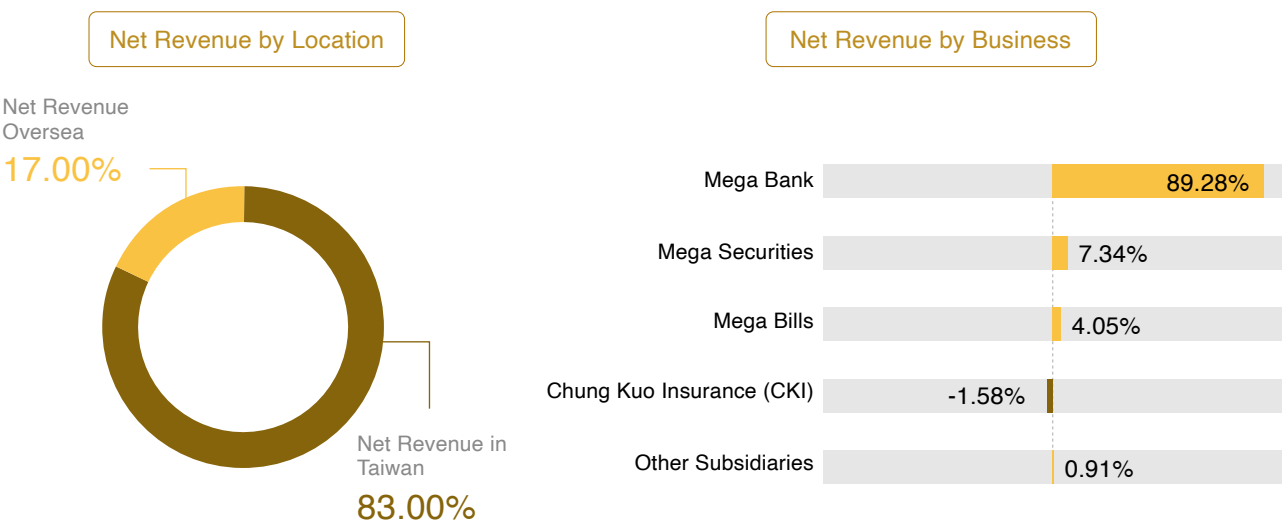 Net Revenue by Location
Net Revenue
Oversea
17.00%
Net Revenue in
Taiwan
83.00%
Net Revenue by Business
Mega Bank
89.28%
Mega Securities
7.34%
Mega Bills
4.05%
Chung Kuo Insurance (CKI)
-1.58%
Other Subsidiaries
0.91%